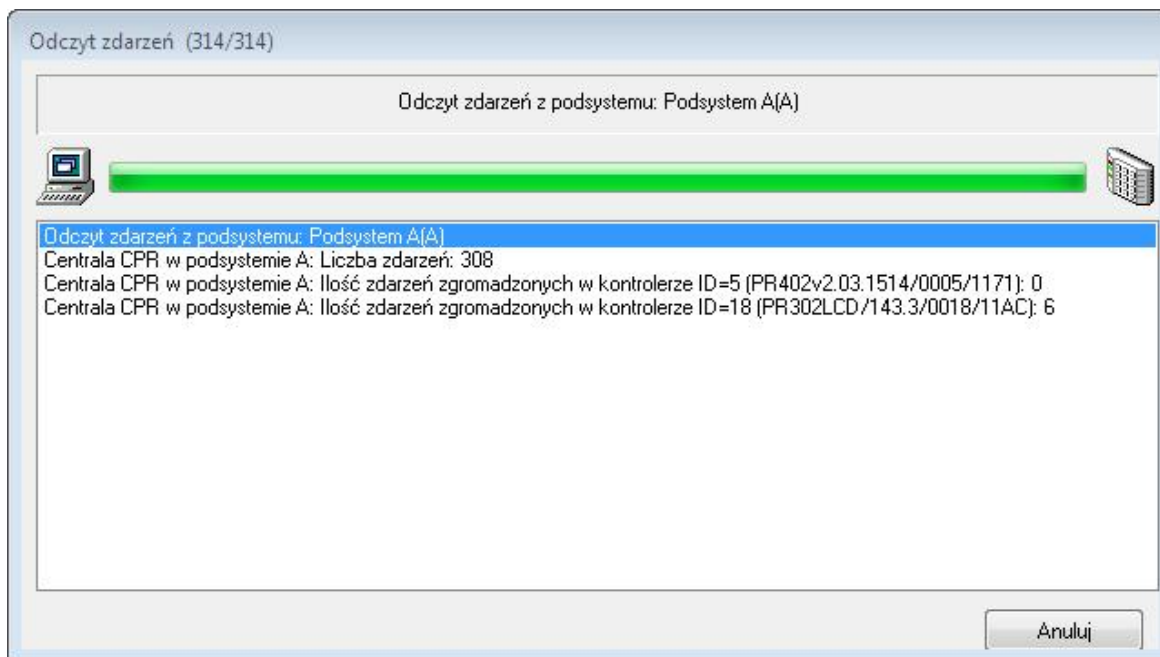 Odczyt zdarzeń (314/314)
Odczyt zdarzeń z podsystemu: Podsystem A(A)
Odczyt zdarzeń z podsystemu: Podsystem A(A)
Centrala CPR w podsystemie A: Liczba zdarzeń: 308
Centrala CPR w podsystemie A: Ilość zdarzeń zgromadzonych w kontrolerze ID=5 (PR402v2.03.1514/0005/1171): 0
Centrala CPR w podsystemie A: Ilość zdarzeń zgromadzonych w kontrolerze ID=18 (PR302LCD/143.3/0018/11AC): 6
Anuluj